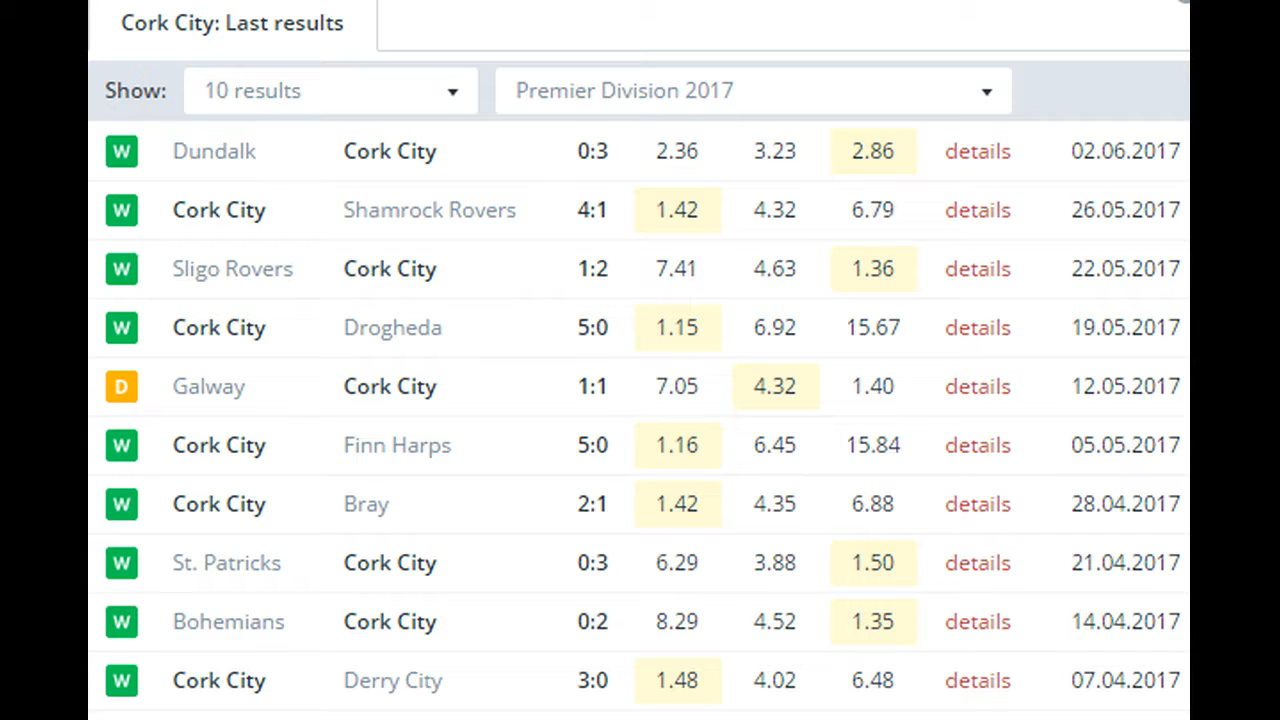 Cork City: Last results
Show: 10 results Premier Division 2017
W Dundalk Cork City 0:3 2.36 3.23 2.86 details 02.06.2017
W Cork City Shamrock Rovers 4:1 1.42 4.32 6.79 details 26.05.2017
W Sligo Rovers Cork City 1:2 7.41 4.63 1.36 details 22.05.2017
W Cork City Drogheda 5:0 1.15 6.92 15.67 details 19.05.2017
D Galway Cork City 1:1 7.05 4.32 1.40 details 12.05.2017
W Cork City Finn Harps 5:0 1.16 6.45 15.84 details 05.05.2017
W Cork City Bray 2:1 1.42 4.35 6.88 details 28.04.2017
W St. Patricks Cork City 0:3 6.29 3.88 1.50 details 21.04.2017
W Bohemians Cork City 0:2 8.29 4.52 1.35 details 14.04.2017
W Cork City Derry City 3:0 1.48 4.02 6.48 details 07.04.2017